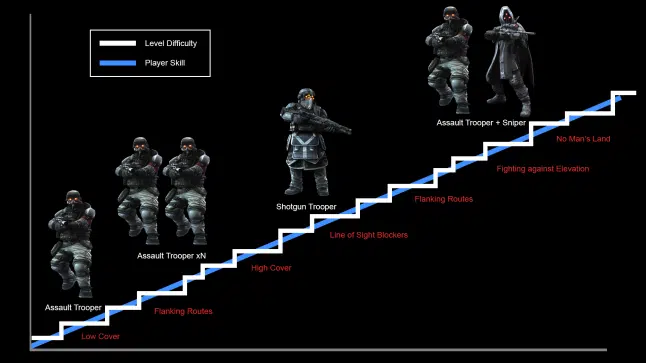 Level Difficulty
Player Skill
Assault Trooper + Sniper
No Man's Land
Fighting against Elevation
Flanking Routes
Shotgun Trooper
Line of Sight Blockers
Assault Trooper xN
High Cover
Assault Trooper
Flanking Routes
Low Cover